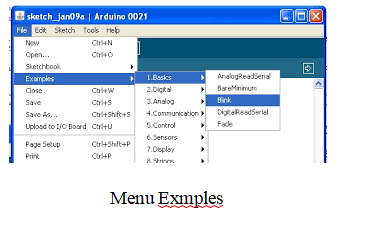 sketch_jan09a | Arduino 0021
File Edit Sketch Tools Help
New Ctrl+N
Open... Ctrl+O
Sketchbook
Examples
Close Ctrl+W
Save Ctrl+S
Save As... Ctrl+Shift+S
Upload to I/O Board Ctrl+U
Page Setup Ctrl+Shift+P
Print Ctrl+P
1.Basics
2.Digital
3.Analog
4.Communication
5.Control
6.Sensors
7.Display
8.Strings
AnalogReadSerial
BareMinimum
Blink
DigitalReadSerial
Fade
Menu Exmples